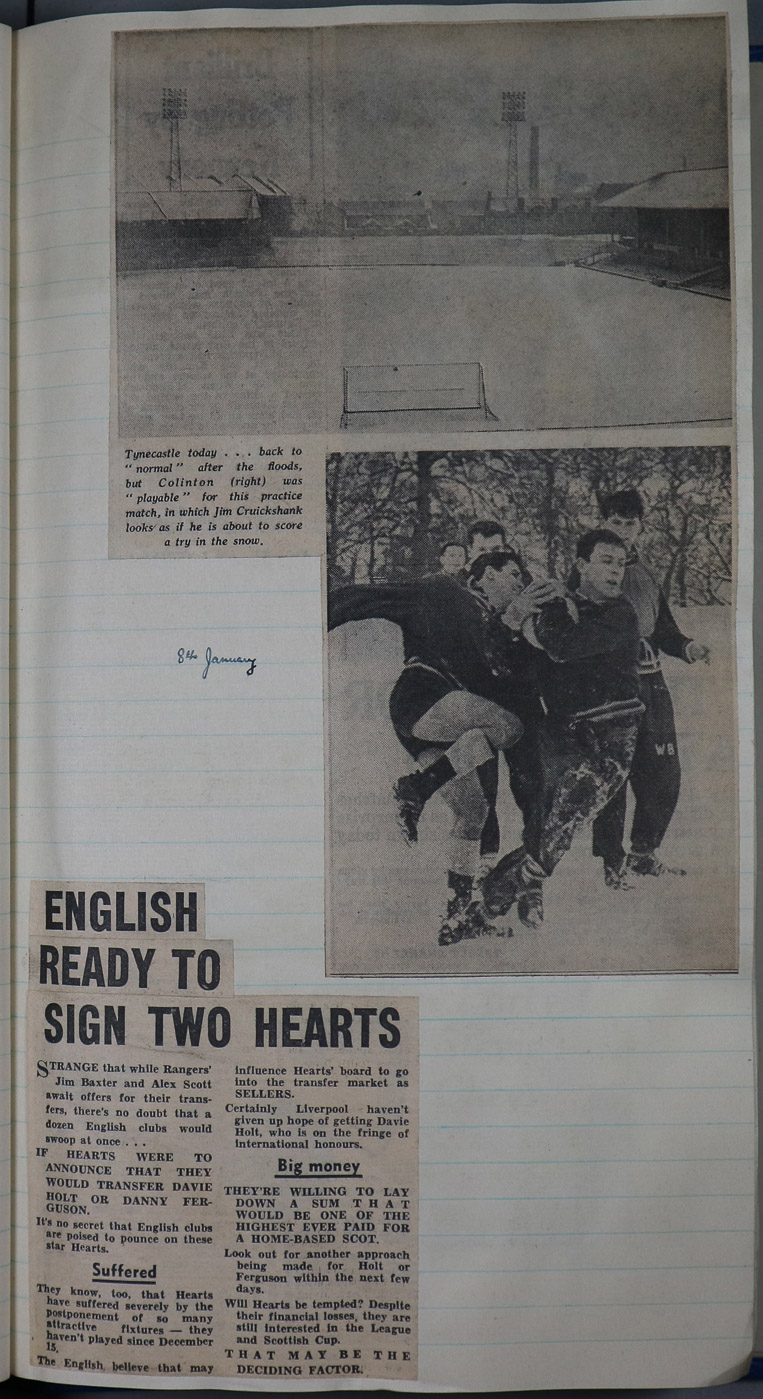 Tynecastle today . . . back to
"normal" after the floods,
but Colinton (right) was
"playable" for this practice
match, in which Jim Cruickshank
looks as if he is about to score
a try in the snow.
8th January
WB
ENGLISH
READY TO
SIGN TWO HEARTS
STRANGE that while Rangers'
Jim Baxter and Alex Scott
await offers for their trans-
fers, there's no doubt that a
dozen English clubs would
swoop at once . . .
IF HEARTS WERE TO
ANNOUNCE THAT THEY
WOULD TRANSFER DAVIE
HOLT OR DANNY FER-
GUSON.
It's no secret that English clubs
are poised to pounce on these
star Hearts.
Suffered
They know, too, that Hearts
have suffered severely by the
postponement of so many
attractive fixtures — they
haven't played since December
15.
The English believe that may
influence Hearts' board to go
into the transfer market as
SELLERS.
Certainly Liverpool haven't
given up hope of getting Davie
Holt, who is on the fringe of
international honours.
Big money
THEY'RE WILLING TO LAY
DOWN A SUM THAT
WOULD BE ONE OF THE
HIGHEST EVER PAID FOR
A HOME-BASED SCOT.
Look out for another approach
being made for Holt or
Ferguson within the next few
days.
Will Hearts be tempted? Despite
their financial losses, they are
still interested in the League
and Scottish Cup.
THAT MAY BE THE
DECIDING FACTOR.